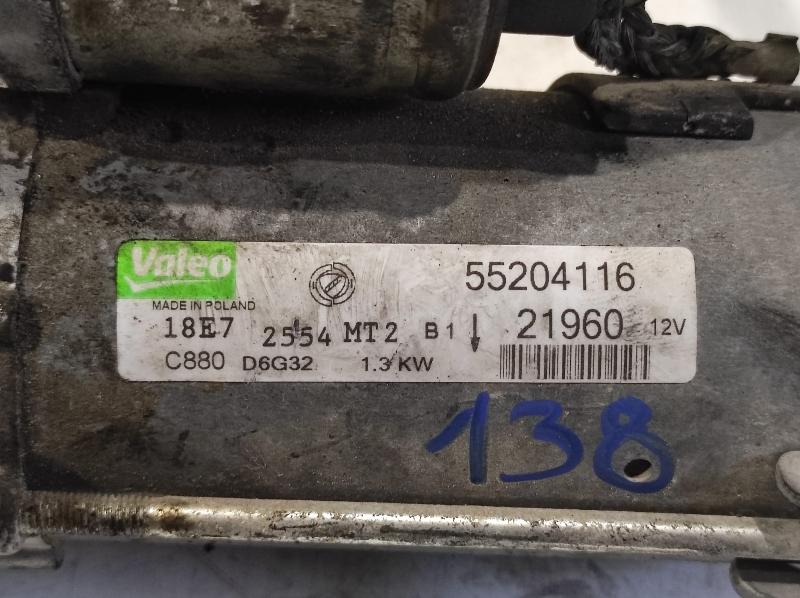 Valeo
55204116
MADE IN POLAND
18E7 2554 MT2 B1 ↓ 21960 12V
C880 D6G32 1.3 KW
138